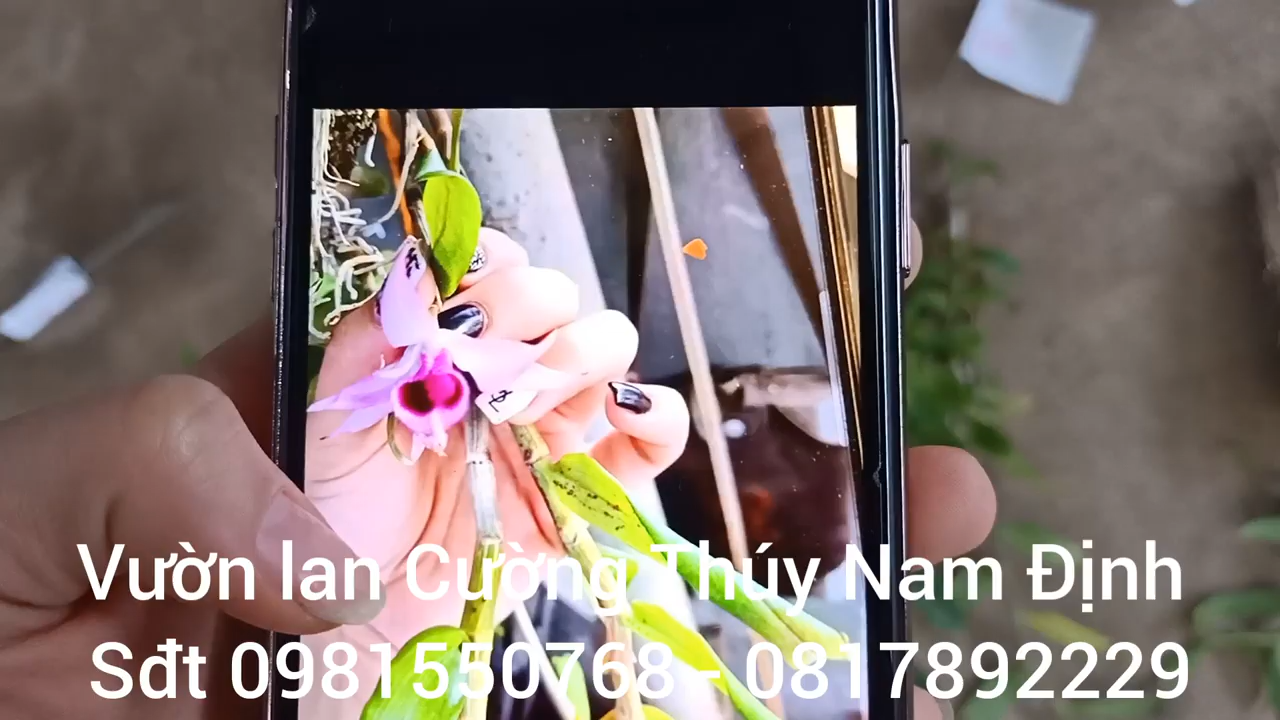 Vườn lan Cường Thúy Nam Định
Sđt 0981550768 - 0817892229